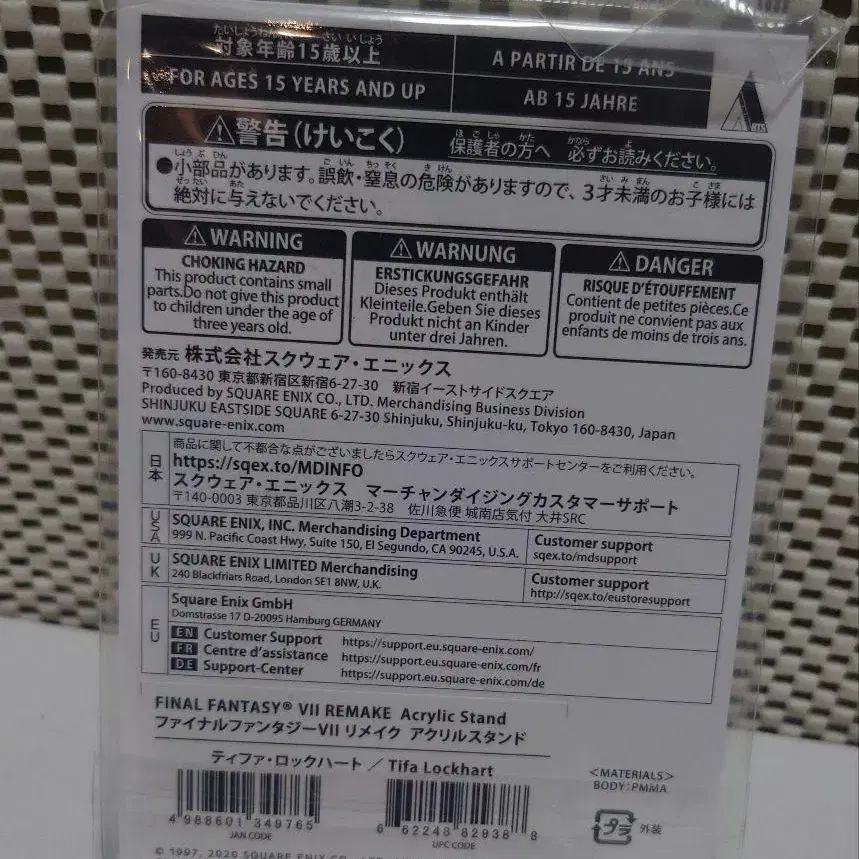 たいしょうねんれい さいいじょう
対象年齢15歳以上
A PARTIR DE 15 ANS
FOR AGES 15 YEARS AND UP
AB 15 JAHRE
⚠警告(けいこく) 保護者の方へ 必ずお読みください。
●小部品があります。誤飲・窒息の危険がありますので、3才未満のお子様には
絶対に与えないでください。
⚠WARNING
CHOKING HAZARD
This product contains small
parts.Do not give this product
to children under the age of
three years old.
⚠WARNUNG
ERSTICKUNGSGEFAHR
Dieses Produkt enthält
Kleinteile.Geben Sie dieses
Produkt nicht an Kinder
unter drei Jahren.
⚠DANGER
RISQUE D'ÉTOUFFEMENT
Contient de petites pièces.Ce
produit ne convient pas aux
enfants de moins de trois ans.
発売元 株式会社スクウェア・エニックス
〒160-8430 東京都新宿区新宿6-27-30 新宿イーストサイドスクエア
Produced by SQUARE ENIX CO., LTD. Merchandising Business Division
SHINJUKU EASTSIDE SQUARE 6-27-30 Shinjuku, Shinjuku-ku, Tokyo 160-8430, Japan
www.square-enix.com
日本
商品に関して不都合な点がございましたらスクウェア・エニックスサポートセンターをご利用ください。
https://sqex.to/MDINFO
スクウェア・エニックス マーチャンダイジングカスタマーサポート
〒140-0003 東京都品川区八潮3-2-38 佐川急便 城南店気付 大井SRC
USA
SQUARE ENIX, INC. Merchandising Department
999 N. Pacific Coast Hwy. Suite 150, El Segundo, CA 90245, U.S.A.
Customer support
sqex.to/mdsupport
UK
SQUARE ENIX LIMITED Merchandising
240 Blackfriars Road, London SE1 8NW, U.K.
Customer support
http://sqex.to/eustoresupport
EU
Square Enix GmbH
Domstrasse 17 D-20095 Hamburg GERMANY
EN Customer Support https://support.eu.square-enix.com/
FR Centre d'assistance https://support.eu.square-enix.com/fr
DE Support-Center https://support.eu.square-enix.com/de
FINAL FANTASY® VII REMAKE Acrylic Stand
ファイナルファンタジーVII リメイク アクリルスタンド
ティファ・ロックハート / Tifa Lockhart
<MATERIALS>
BODY:PMMA
4 988601 349765
JAN CODE
6 62248 82938 8
UPC CODE
プラ 外装
© 1997, 2020 SQUARE ENIX CO., LTD.